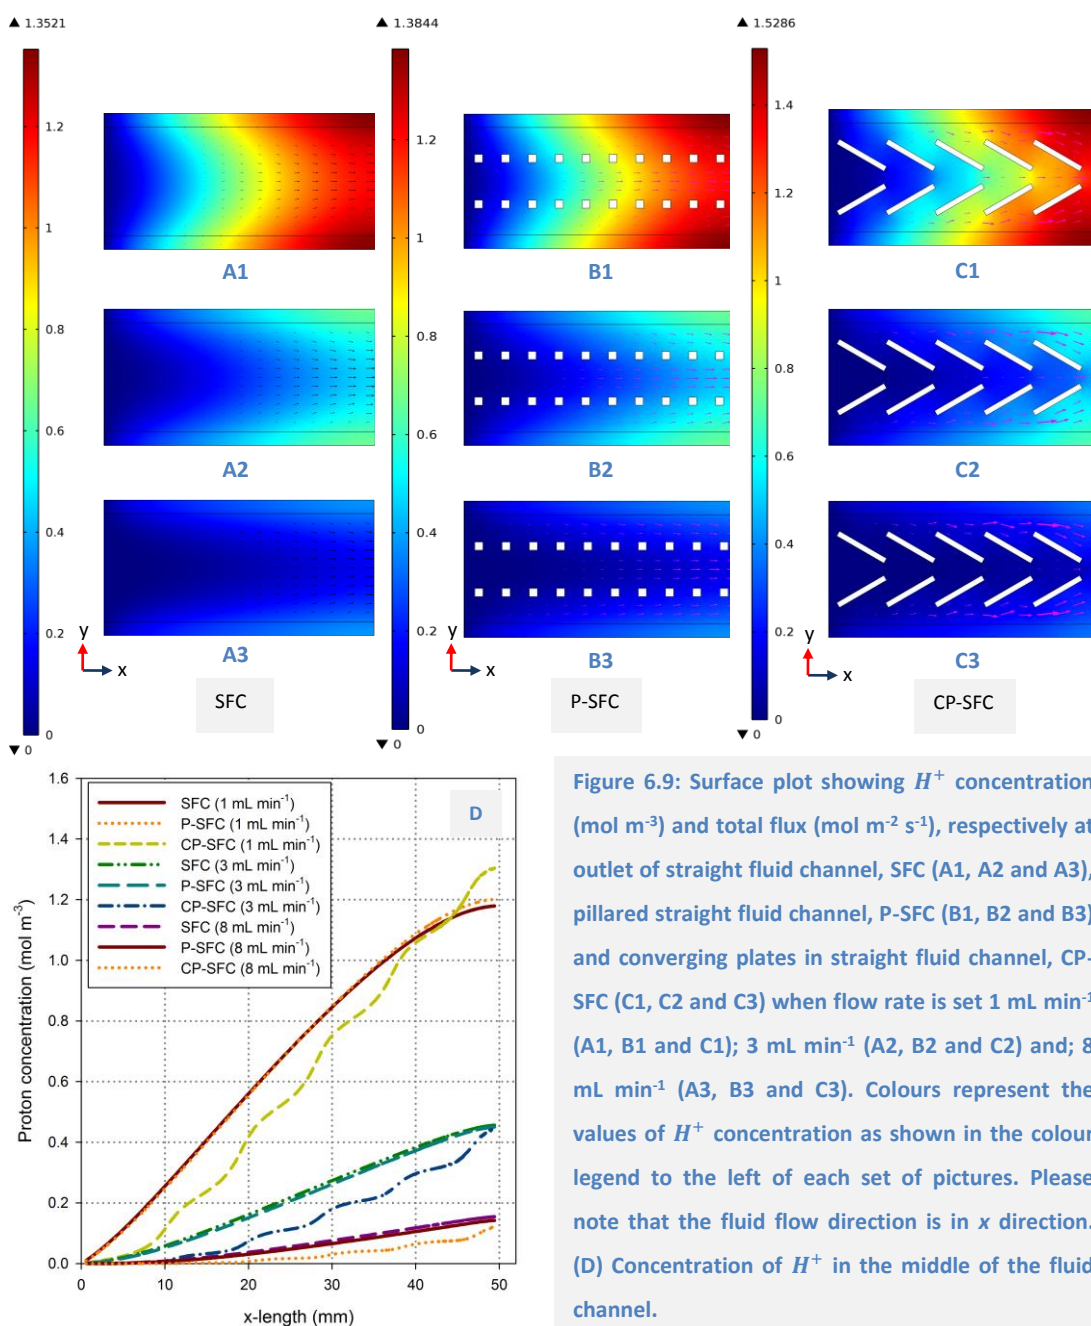 ▲ 1.3521
▲ 1.3844
▲ 1.5286
1.2
1
0.8
0.6
0.4
0.2
0
▼ 0
1.2
1
0.8
0.6
0.4
0.2
0
▼ 0
1.4
1.2
1
0.8
0.6
0.4
0.2
0
▼ 0
A1
B1
C1
A2
B2
C2
A3
B3
C3
y
x
y
x
SFC
P-SFC
CP-SFC
D
SFC (1 mL min⁻¹)
P-SFC (1 mL min⁻¹)
CP-SFC (1 mL min⁻¹)
SFC (3 mL min⁻¹)
P-SFC (3 mL min⁻¹)
CP-SFC (3 mL min⁻¹)
SFC (8 mL min⁻¹)
P-SFC (8 mL min⁻¹)
CP-SFC (8 mL min⁻¹)
Proton concentration (mol m⁻³)
1.6
1.4
1.2
1.0
0.8
0.6
0.4
0.2
0.0
0 10 20 30 40 50
x-length (mm)
Figure 6.9: Surface plot showing H⁺ concentration
(mol m⁻³) and total flux (mol m⁻² s⁻¹), respectively at
outlet of straight fluid channel, SFC (A1, A2 and A3),
pillared straight fluid channel, P-SFC (B1, B2 and B3)
and converging plates in straight fluid channel, CP-
SFC (C1, C2 and C3) when flow rate is set 1 mL min⁻¹
(A1, B1 and C1); 3 mL min⁻¹ (A2, B2 and C2) and; 8
mL min⁻¹ (A3, B3 and C3). Colours represent the
values of H⁺ concentration as shown in the colour
legend to the left of each set of pictures. Please
note that the fluid flow direction is in x direction.
(D) Concentration of H⁺ in the middle of the fluid
channel.